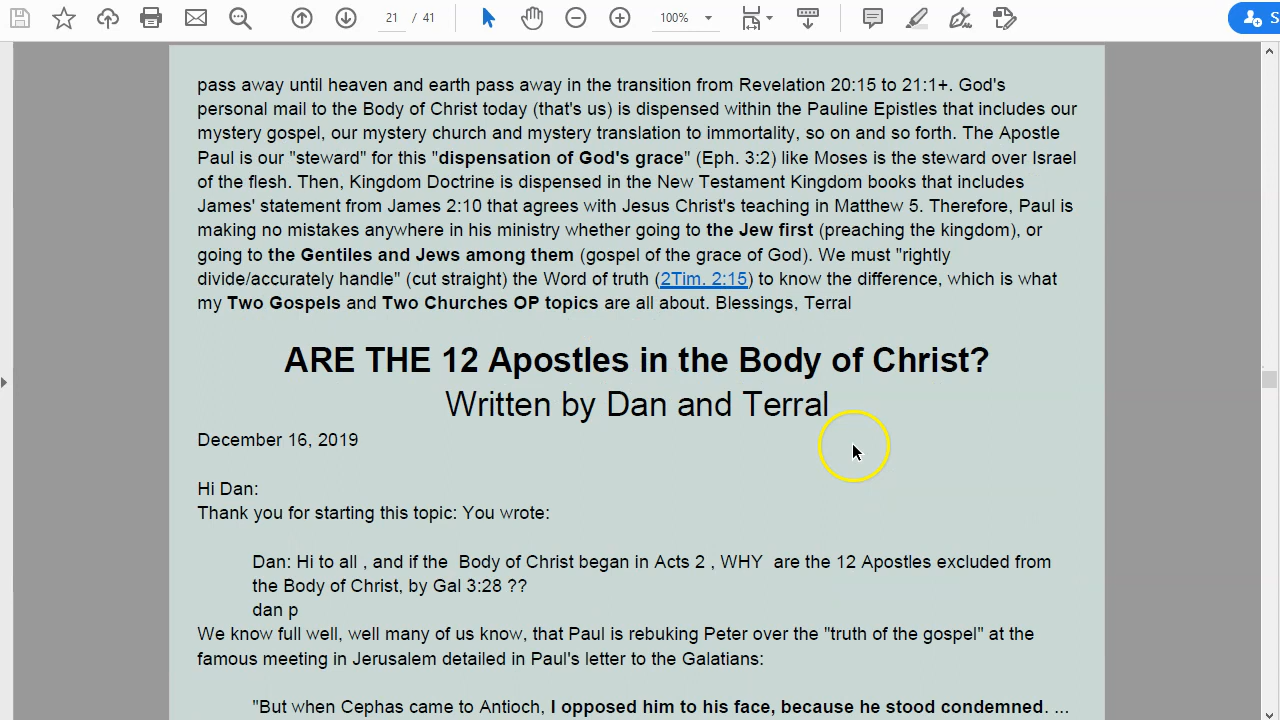 21 / 41
100%
S
pass away until heaven and earth pass away in the transition from Revelation 20:15 to 21:1+. God's
personal mail to the Body of Christ today (that's us) is dispensed within the Pauline Epistles that includes our
mystery gospel, our mystery church and mystery translation to immortality, so on and so forth. The Apostle
Paul is our "steward" for this "dispensation of God's grace" (Eph. 3:2) like Moses is the steward over Israel
of the flesh. Then, Kingdom Doctrine is dispensed in the New Testament Kingdom books that includes
James' statement from James 2:10 that agrees with Jesus Christ's teaching in Matthew 5. Therefore, Paul is
making no mistakes anywhere in his ministry whether going to the Jew first (preaching the kingdom), or
going to the Gentiles and Jews among them (gospel of the grace of God). We must "rightly
divide/accurately handle" (cut straight) the Word of truth (2Tim. 2:15) to know the difference, which is what
my Two Gospels and Two Churches OP topics are all about. Blessings, Terral
ARE THE 12 Apostles in the Body of Christ?
Written by Dan and Terral
December 16, 2019
Hi Dan:
Thank you for starting this topic: You wrote:
Dan: Hi to all , and if the  Body of Christ began in Acts 2 , WHY  are the 12 Apostles excluded from
the Body of Christ, by Gal 3:28 ??
dan p
We know full well, well many of us know, that Paul is rebuking Peter over the "truth of the gospel" at the
famous meeting in Jerusalem detailed in Paul's letter to the Galatians:
"But when Cephas came to Antioch, I opposed him to his face, because he stood condemned. ...